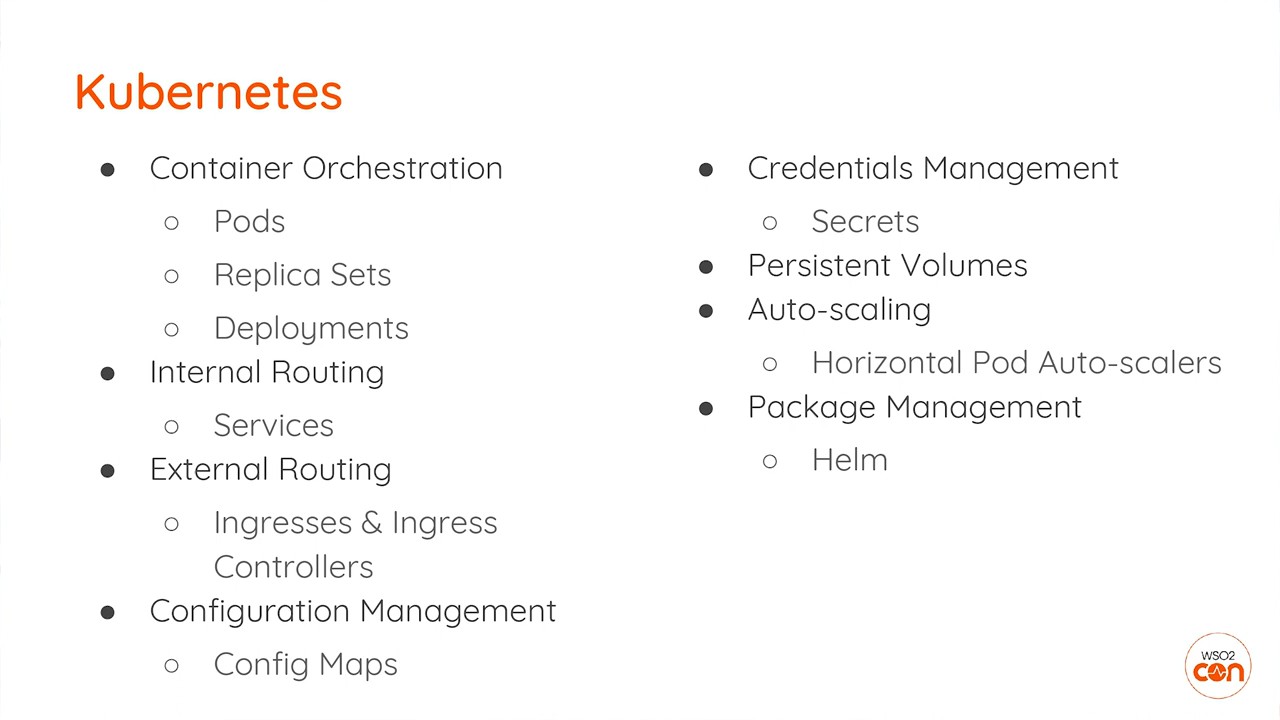 Kubernetes
● Container Orchestration
○ Pods
○ Replica Sets
○ Deployments
● Internal Routing
○ Services
● External Routing
○ Ingresses & Ingress
Controllers
● Configuration Management
○ Config Maps
● Credentials Management
○ Secrets
● Persistent Volumes
● Auto-scaling
○ Horizontal Pod Auto-scalers
● Package Management
○ Helm
WSO2
con